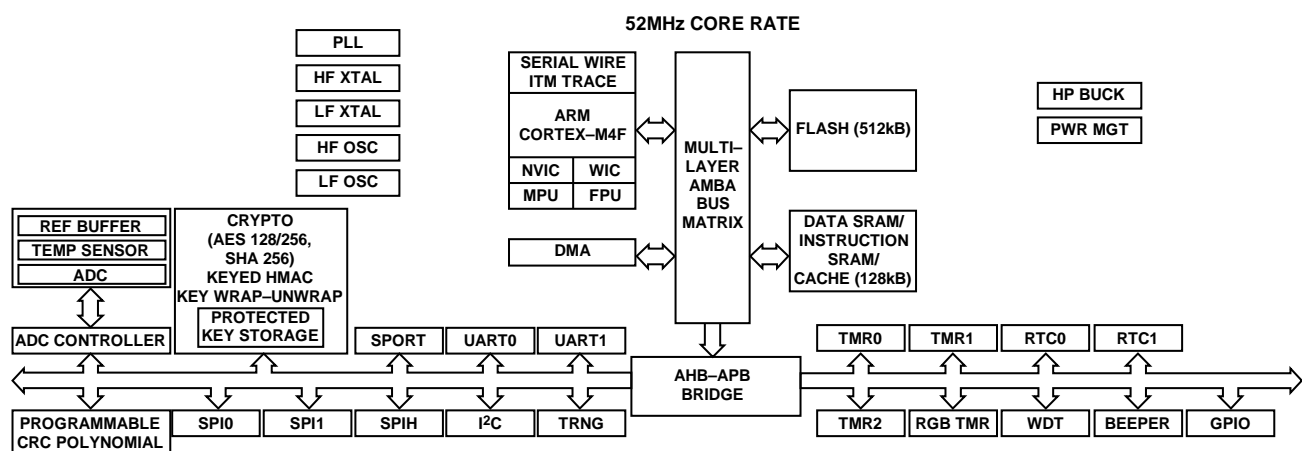 52MHz CORE RATE
PLL
HF XTAL
LF XTAL
HF OSC
LF OSC
SERIAL WIRE
ITM TRACE
ARM
CORTEX–M4F
NVIC
WIC
MPU
FPU
DMA
MULTI–
LAYER
AMBA
BUS
MATRIX
FLASH (512kB)
DATA SRAM/
INSTRUCTION
SRAM/
CACHE (128kB)
HP BUCK
PWR MGT
REF BUFFER
TEMP SENSOR
ADC
ADC CONTROLLER
CRYPTO
(AES 128/256,
SHA 256)
KEYED HMAC
KEY WRAP–UNWRAP
PROTECTED
KEY STORAGE
SPORT
UART0
UART1
AHB–APB
BRIDGE
TMR0
TMR1
RTC0
RTC1
PROGRAMMABLE
CRC POLYNOMIAL
SPI0
SPI1
SPIH
I²C
TRNG
TMR2
RGB TMR
WDT
BEEPER
GPIO